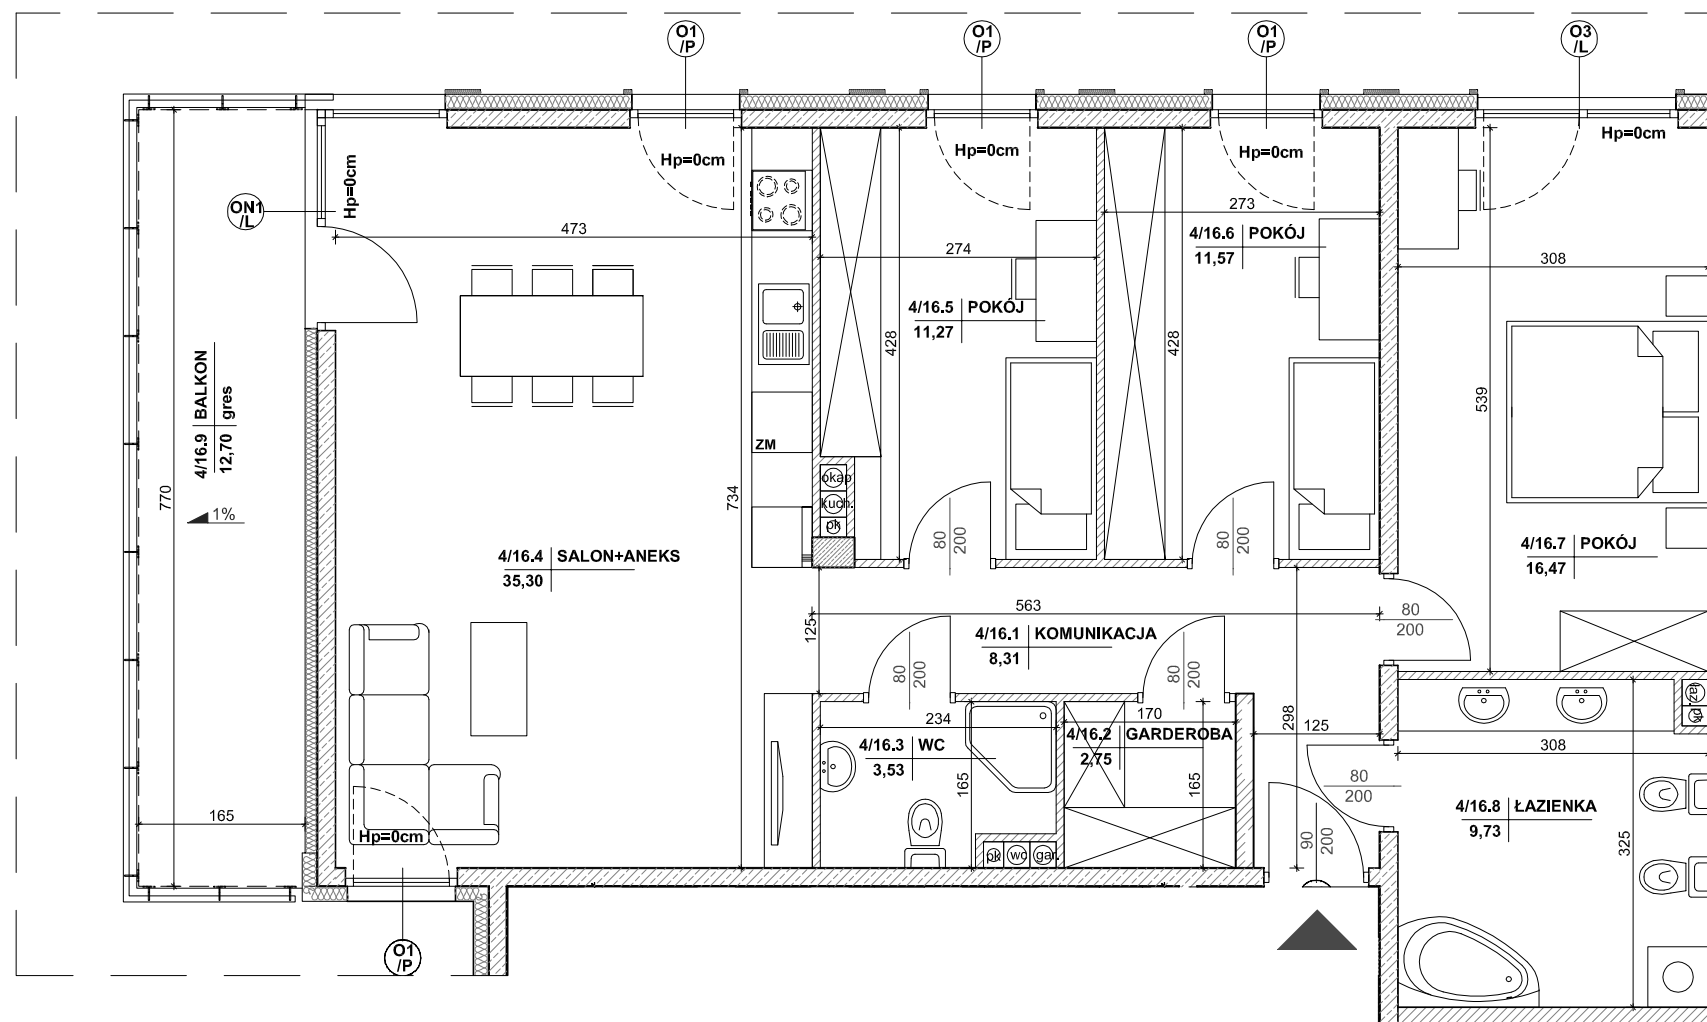 O1
/P
O1
/P
O1
/P
O3
/L
Hp=0cm
Hp=0cm
Hp=0cm
Hp=0cm
Hp=0cm
ON1
/L
473
274
273
308
4/16.6 POKÓJ
11,57
4/16.5 POKÓJ
11,27
428
428
539
4/16.9 BALKON
12,70 gres
770
1%
165
ZM
734
okap
kuch.
pk
80
200
80
200
4/16.4 SALON+ANEKS
35,30
4/16.7 POKÓJ
16,47
563
125
4/16.1 KOMUNIKACJA
8,31
80
200
80
200
80
200
234
4/16.3 WC
3,53
165
170
4/16.2 GARDEROBA
2,75
165
298
125
łaz.
pk
308
80
200
4/16.8 ŁAZIENKA
9,73
325
90
200
Hp=0cm
pk
wc
gar.
O1
/P